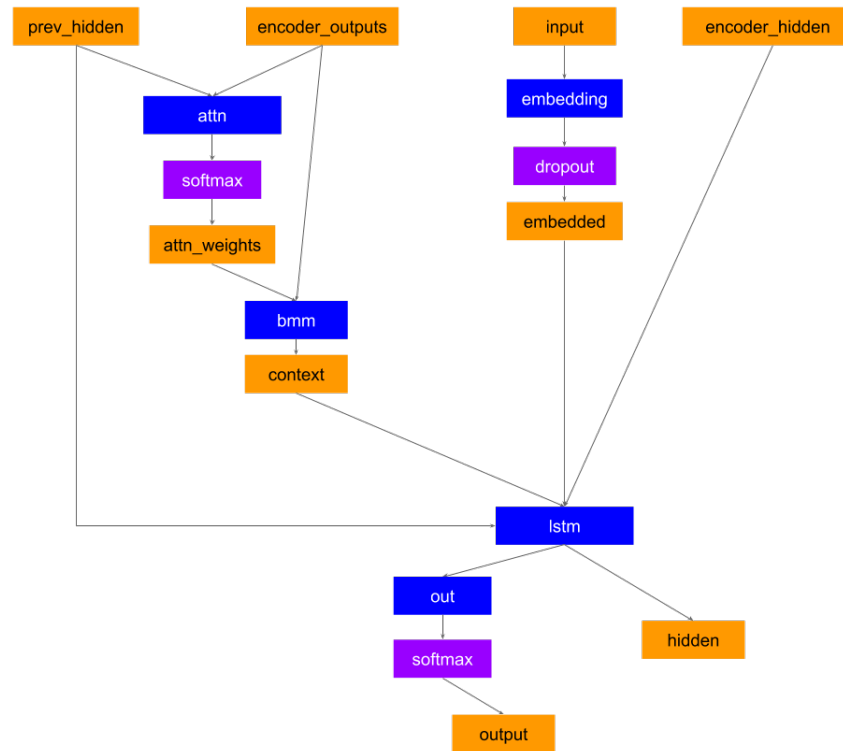 prev_hidden
encoder_outputs
input
encoder_hidden
attn
embedding
softmax
dropout
attn_weights
embedded
bmm
context
lstm
out
hidden
softmax
output